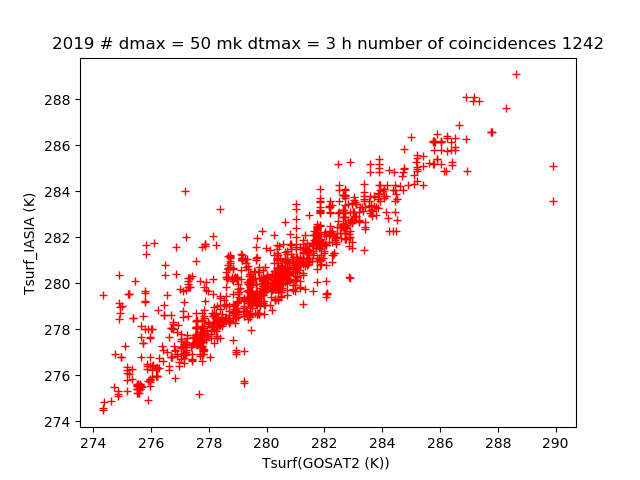 2019 # dmax = 50 mk dtmax = 3 h number of coincidences 1242
Tsurf_IASIA (K)
288
286
284
282
280
278
276
274
274 276 278 280 282 284 286 288 290
Tsurf(GOSAT2 (K))